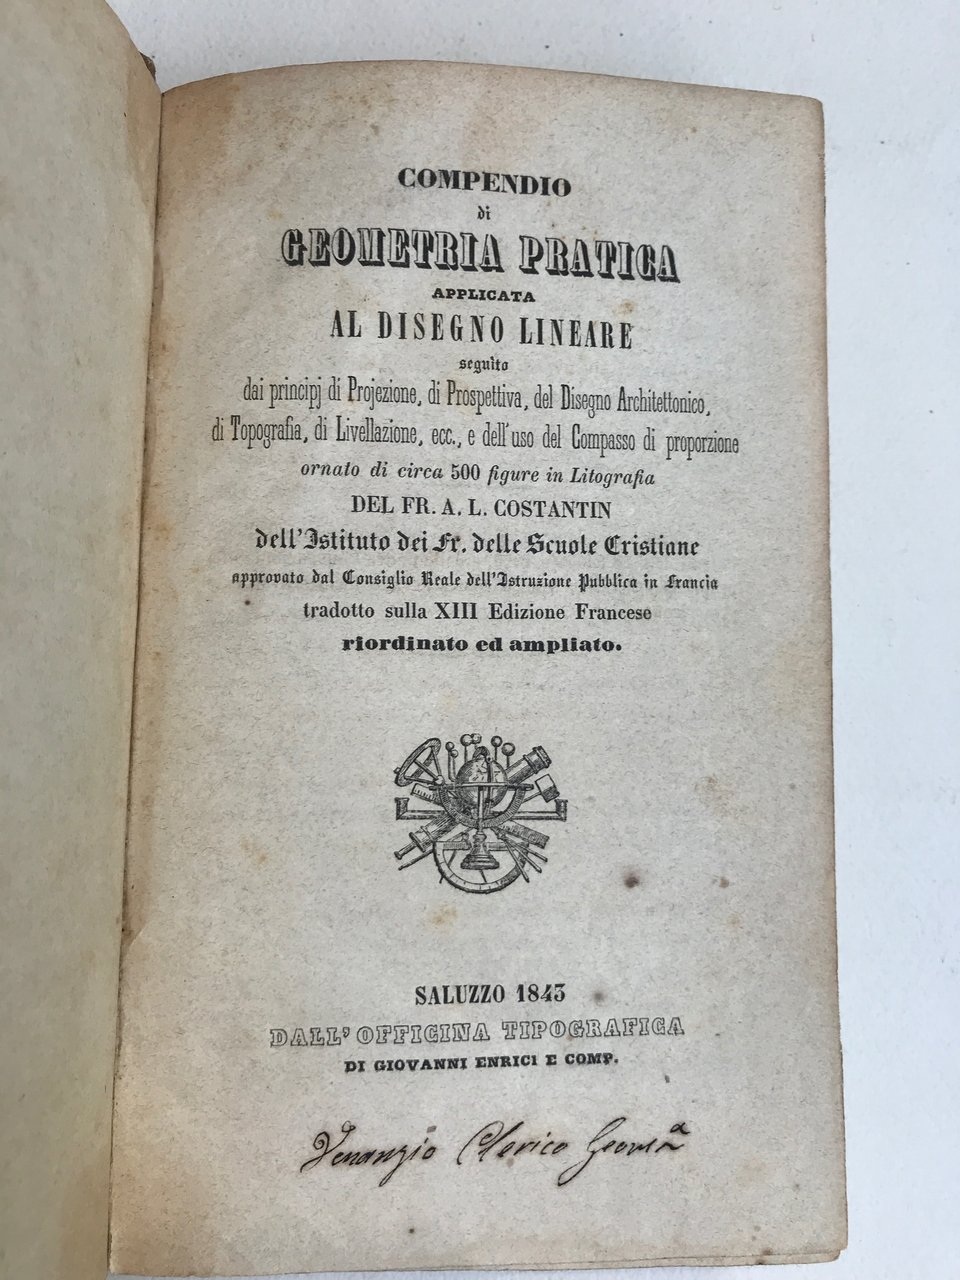 COMPENDIO
di
GEOMETRIA PRATICA
APPLICATA
AL DISEGNO LINEARE
seguìto
dai principj di Projezione, di Prospettiva, del Disegno Architettonico,
di Topografia, di Livellazione, ecc., e dell'uso del Compasso di proporzione
ornato di circa 500 figure in Litografia
DEL FR. A. L. COSTANTIN
dell'Istituto dei Fr. delle Scuole Cristiane
approvato dal Consiglio Reale dell'Istruzione Pubblica in Francia
tradotto sulla XIII Edizione Francese
riordinato ed ampliato.
SALUZZO 1843
DALL'OFFICINA TIPOGRAFICA
DI GIOVANNI ENRICI E COMP.
Venanzio Clerico